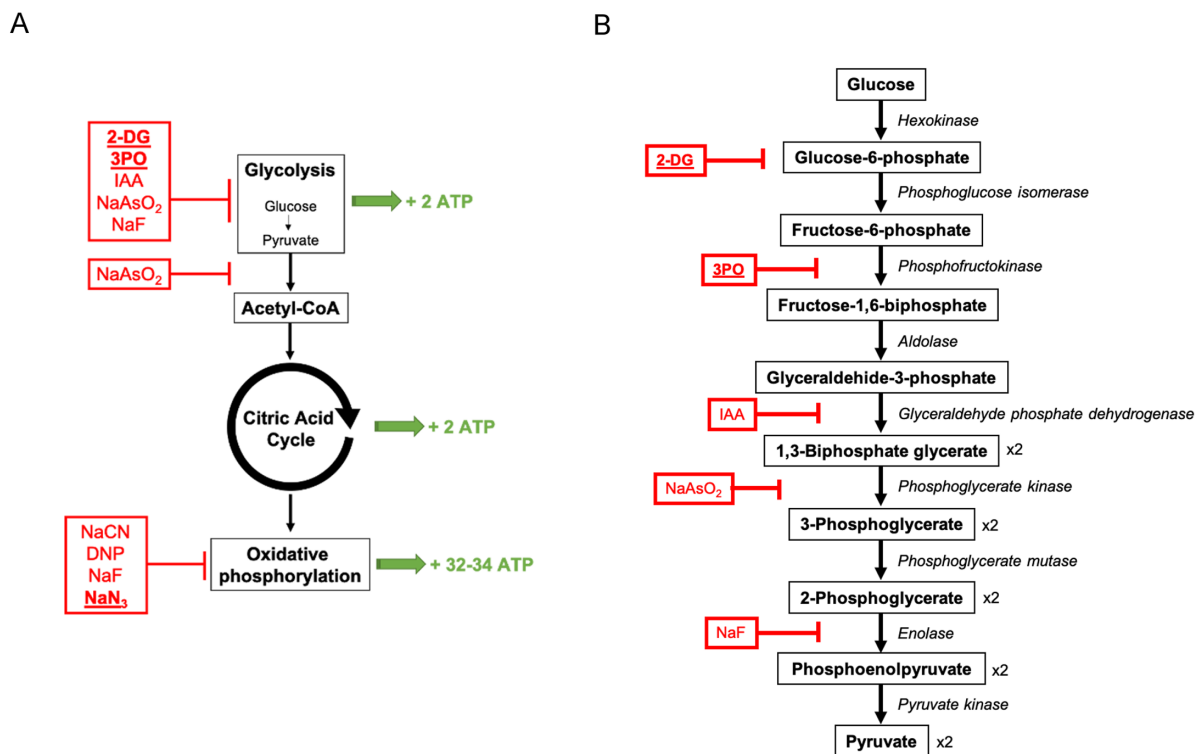 A
2-DG
3PO
IAA
NaAsO₂
NaF
Glycolysis
Glucose
Pyruvate
+ 2 ATP
NaAsO₂
Acetyl-CoA
Citric Acid
Cycle
+ 2 ATP
NaCN
DNP
NaF
NaN₃
Oxidative
phosphorylation
+ 32-34 ATP
B
Glucose
Hexokinase
2-DG
Glucose-6-phosphate
Phosphoglucose isomerase
Fructose-6-phosphate
3PO
Phosphofructokinase
Fructose-1,6-biphosphate
Aldolase
Glyceraldehide-3-phosphate
IAA
Glyceraldehyde phosphate dehydrogenase
1,3-Biphosphate glycerate x2
NaAsO₂
Phosphoglycerate kinase
3-Phosphoglycerate x2
Phosphoglycerate mutase
2-Phosphoglycerate x2
NaF
Enolase
Phosphoenolpyruvate x2
Pyruvate kinase
Pyruvate x2